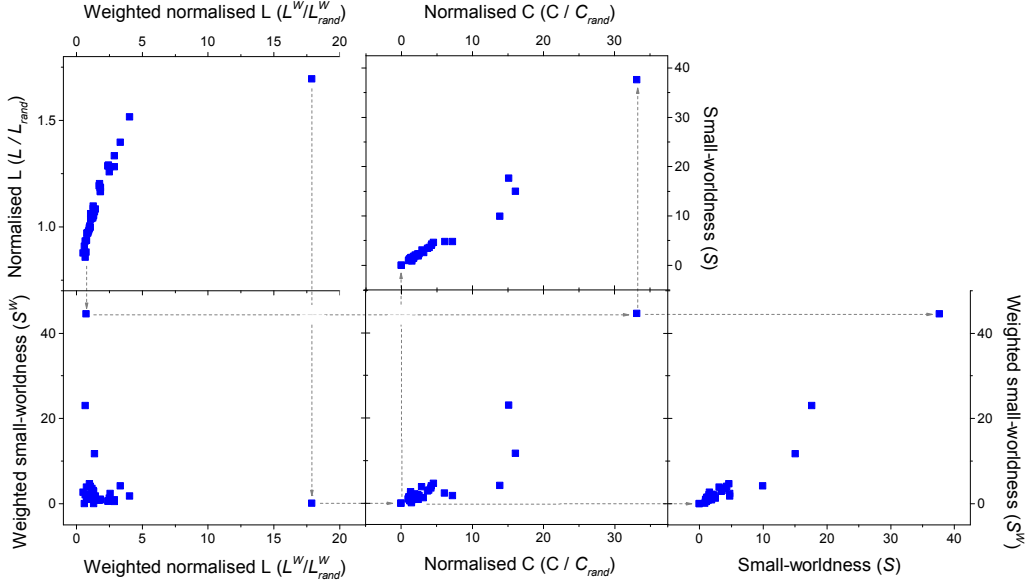 Weighted normalised L (L^W/L^W_rand)
Normalised C (C / C_rand)
0 5 10 15 20
0 10 20 30
Normalised L (L / L_rand)
1.5
1.0
40
30
20
10
0
Small-worldness (S)
Weighted small-worldness (S^W)
40
20
0
40
20
0
Weighted small-worldness (S^W)
0 5 10 15 20
0 10 20 30
0 10 20 30 40
Weighted normalised L (L^W/L^W_rand)
Normalised C (C / C_rand)
Small-worldness (S)